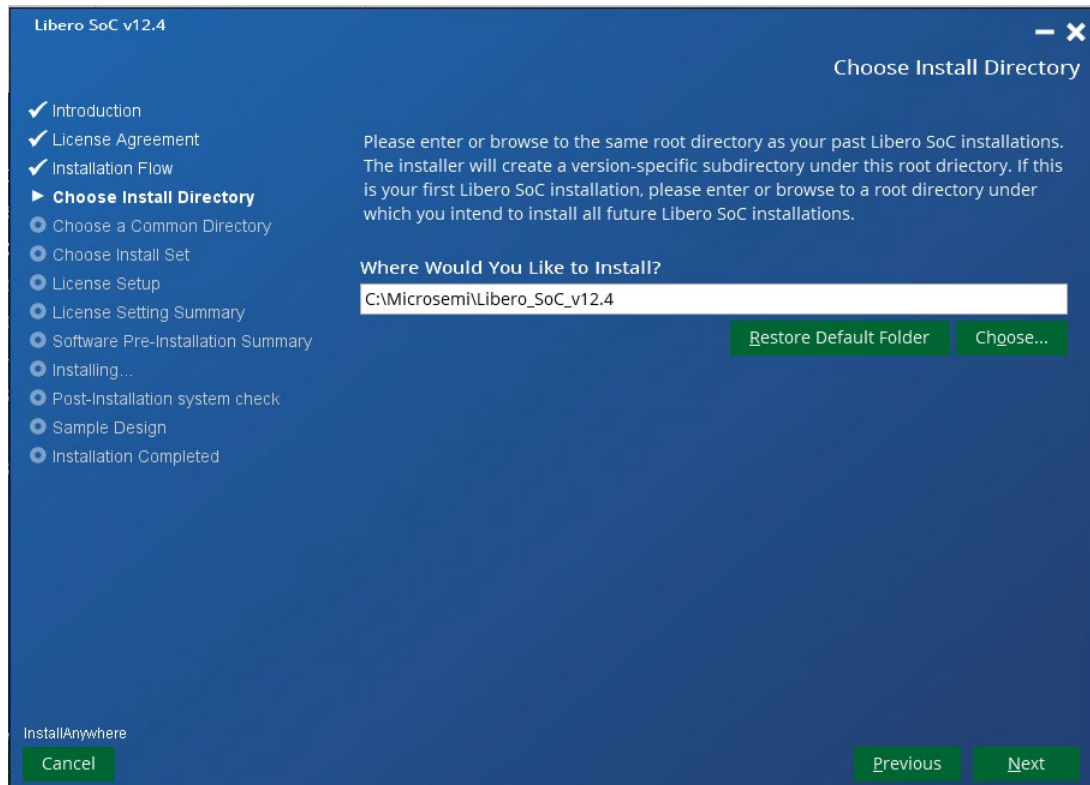 Libero SoC v12.4
Choose Install Directory
Introduction
License Agreement
Installation Flow
Choose Install Directory
Choose a Common Directory
Choose Install Set
License Setup
License Setting Summary
Software Pre-Installation Summary
Installing...
Post-Installation system check
Sample Design
Installation Completed
Please enter or browse to the same root directory as your past Libero SoC installations.
The installer will create a version-specific subdirectory under this root driectory. If this
is your first Libero SoC installation, please enter or browse to a root directory under
which you intend to install all future Libero SoC installations.
Where Would You Like to Install?
C:\Microsemi\Libero_SoC_v12.4
Restore Default Folder
Choose...
InstallAnywhere
Cancel
Previous
Next